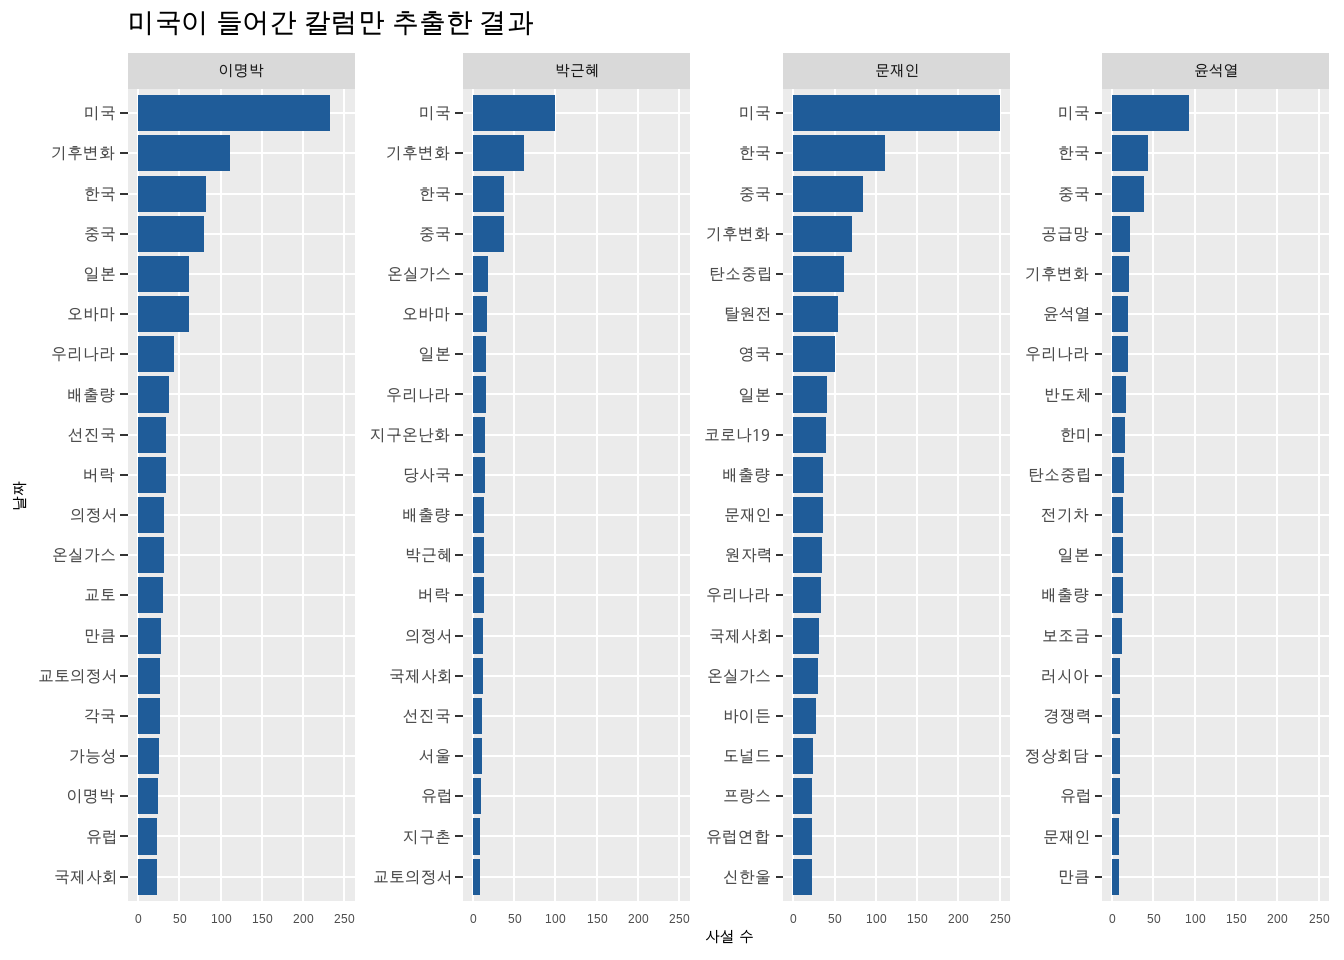 미국이 들어간 칼럼만 추출한 결과
이명박
미국
기후변화
한국
중국
일본
오바마
우리나라
배출량
선진국
버락
의정서
온실가스
교토
만큼
교토의정서
각국
가능성
이명박
유럽
국제사회
0 50 100 150 200 250
박근혜
미국
기후변화
한국
중국
온실가스
오바마
일본
우리나라
지구온난화
당사국
배출량
박근혜
버락
의정서
국제사회
선진국
서울
유럽
지구촌
교토의정서
0 50 100 150 200 250
문재인
미국
한국
중국
기후변화
탄소중립
탈원전
영국
일본
코로나19
배출량
문재인
원자력
우리나라
국제사회
온실가스
바이든
도널드
프랑스
유럽연합
신한울
0 50 100 150 200 250
윤석열
미국
한국
중국
공급망
기후변화
윤석열
우리나라
반도체
한미
탄소중립
전기차
일본
배출량
보조금
러시아
경쟁력
정상회담
유럽
문재인
만큼
0 50 100 150 200 250
날짜
사설 수